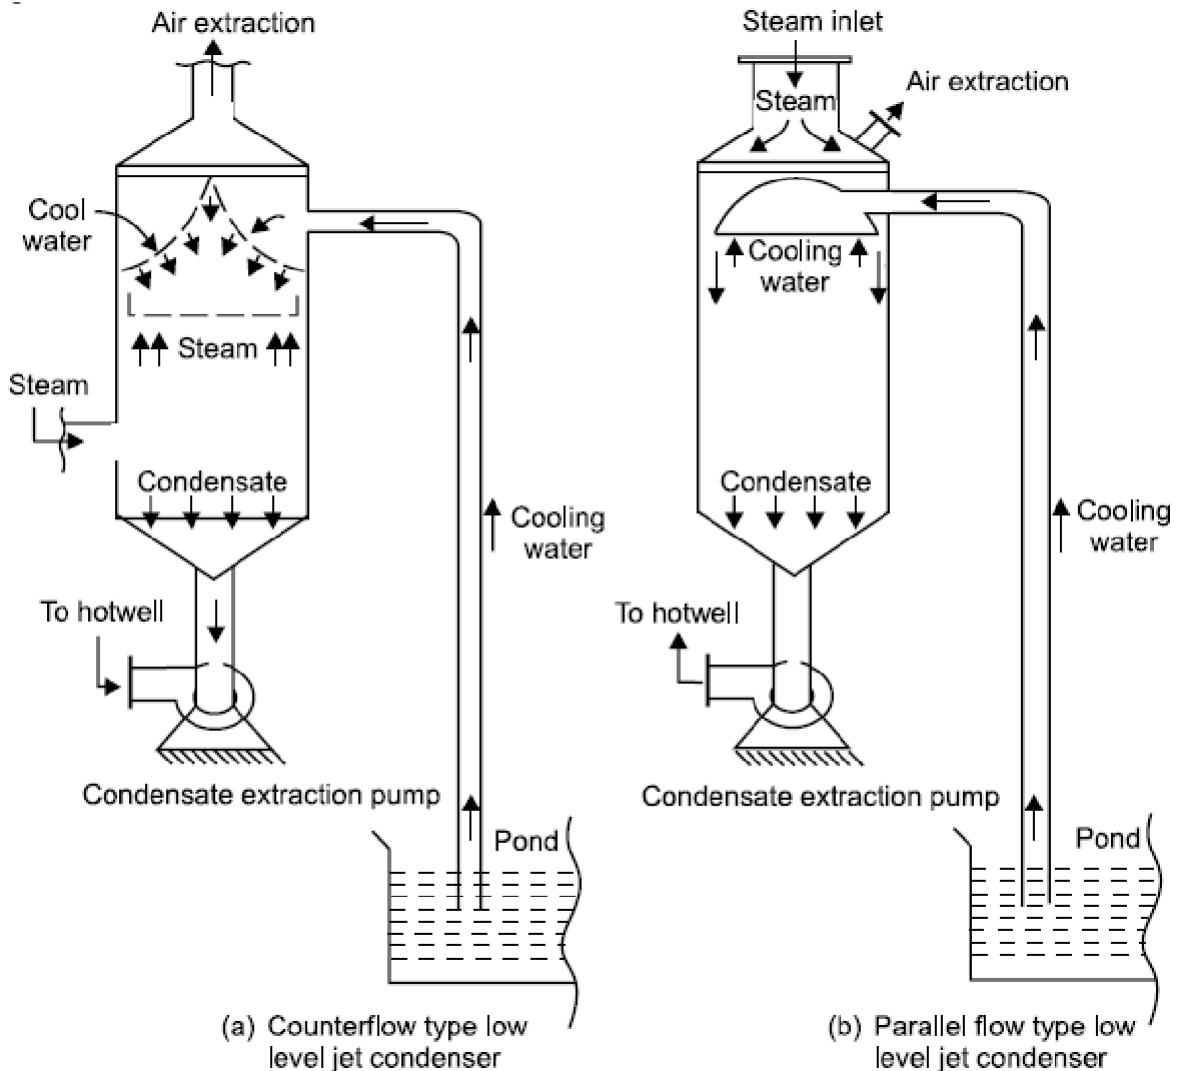 Air extraction
Cool
water
Steam
Steam
Condensate
Cooling
water
To hotwell
Condensate extraction pump
Pond
(a) Counterflow type low
level jet condenser
Steam inlet
Steam
Air extraction
Cooling
water
Condensate
Cooling
water
To hotwell
Condensate extraction pump
Pond
(b) Parallel flow type low
level jet condenser